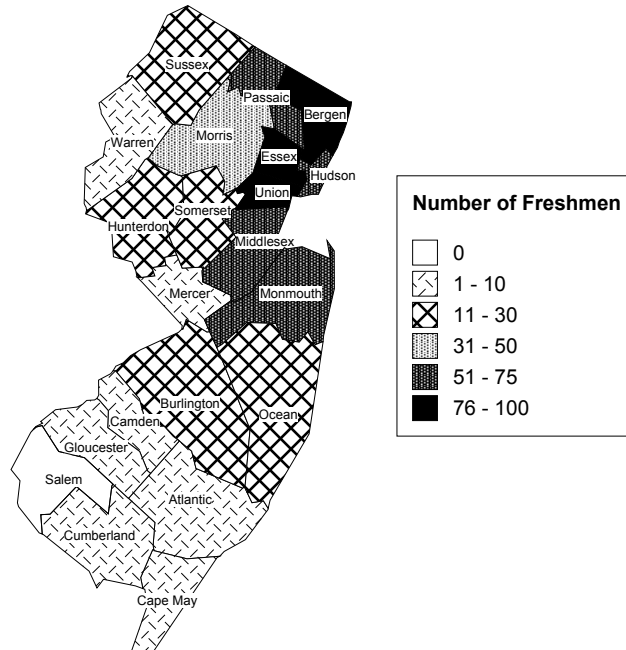 Sussex
Passaic
Bergen
Warren
Morris
Essex
Hudson
Union
Somerset
Hunterdon
Middlesex
Mercer
Monmouth
Burlington
Ocean
Camden
Gloucester
Salem
Atlantic
Cumberland
Cape May
Number of Freshmen
0
1 - 10
11 - 30
31 - 50
51 - 75
76 - 100